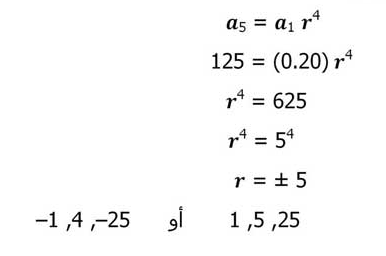 a₅ = a₁ r⁴
125 = (0.20) r⁴
r⁴ = 625
r⁴ = 5⁴
r = ± 5
1 ,5 ,25 أو –1 ,4 ,–25